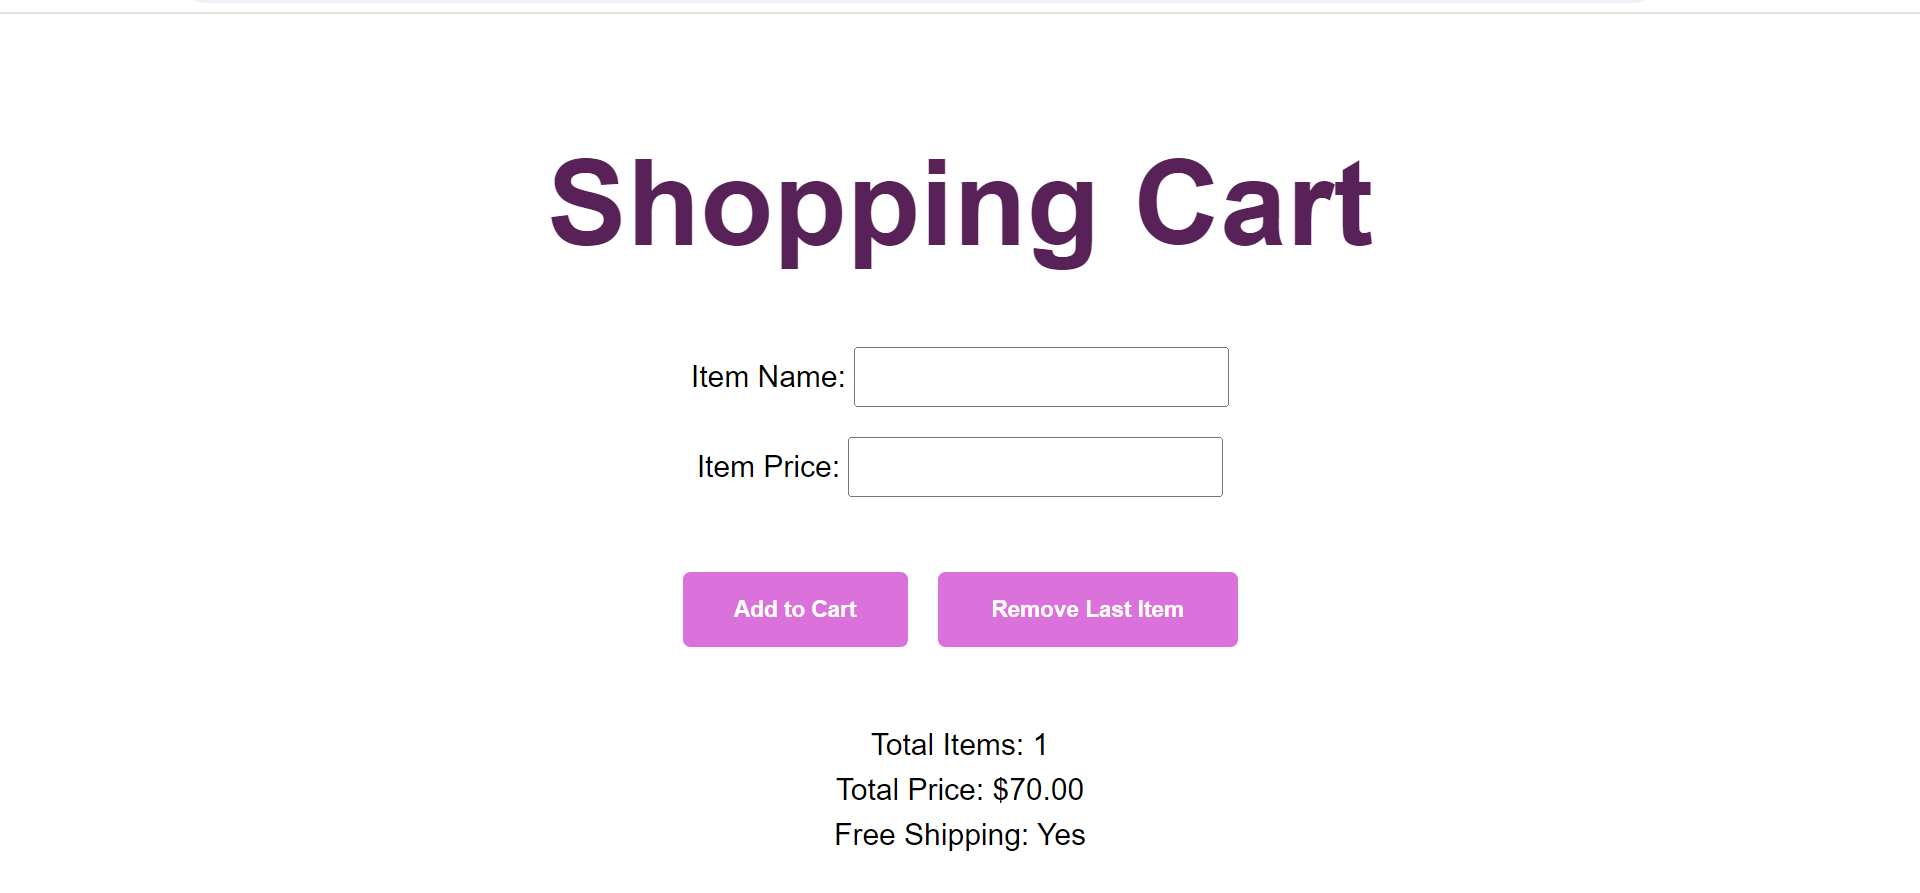 Shopping Cart
Item Name:
Item Price:
Add to Cart Remove Last Item
Total Items: 1
Total Price: $70.00
Free Shipping: Yes